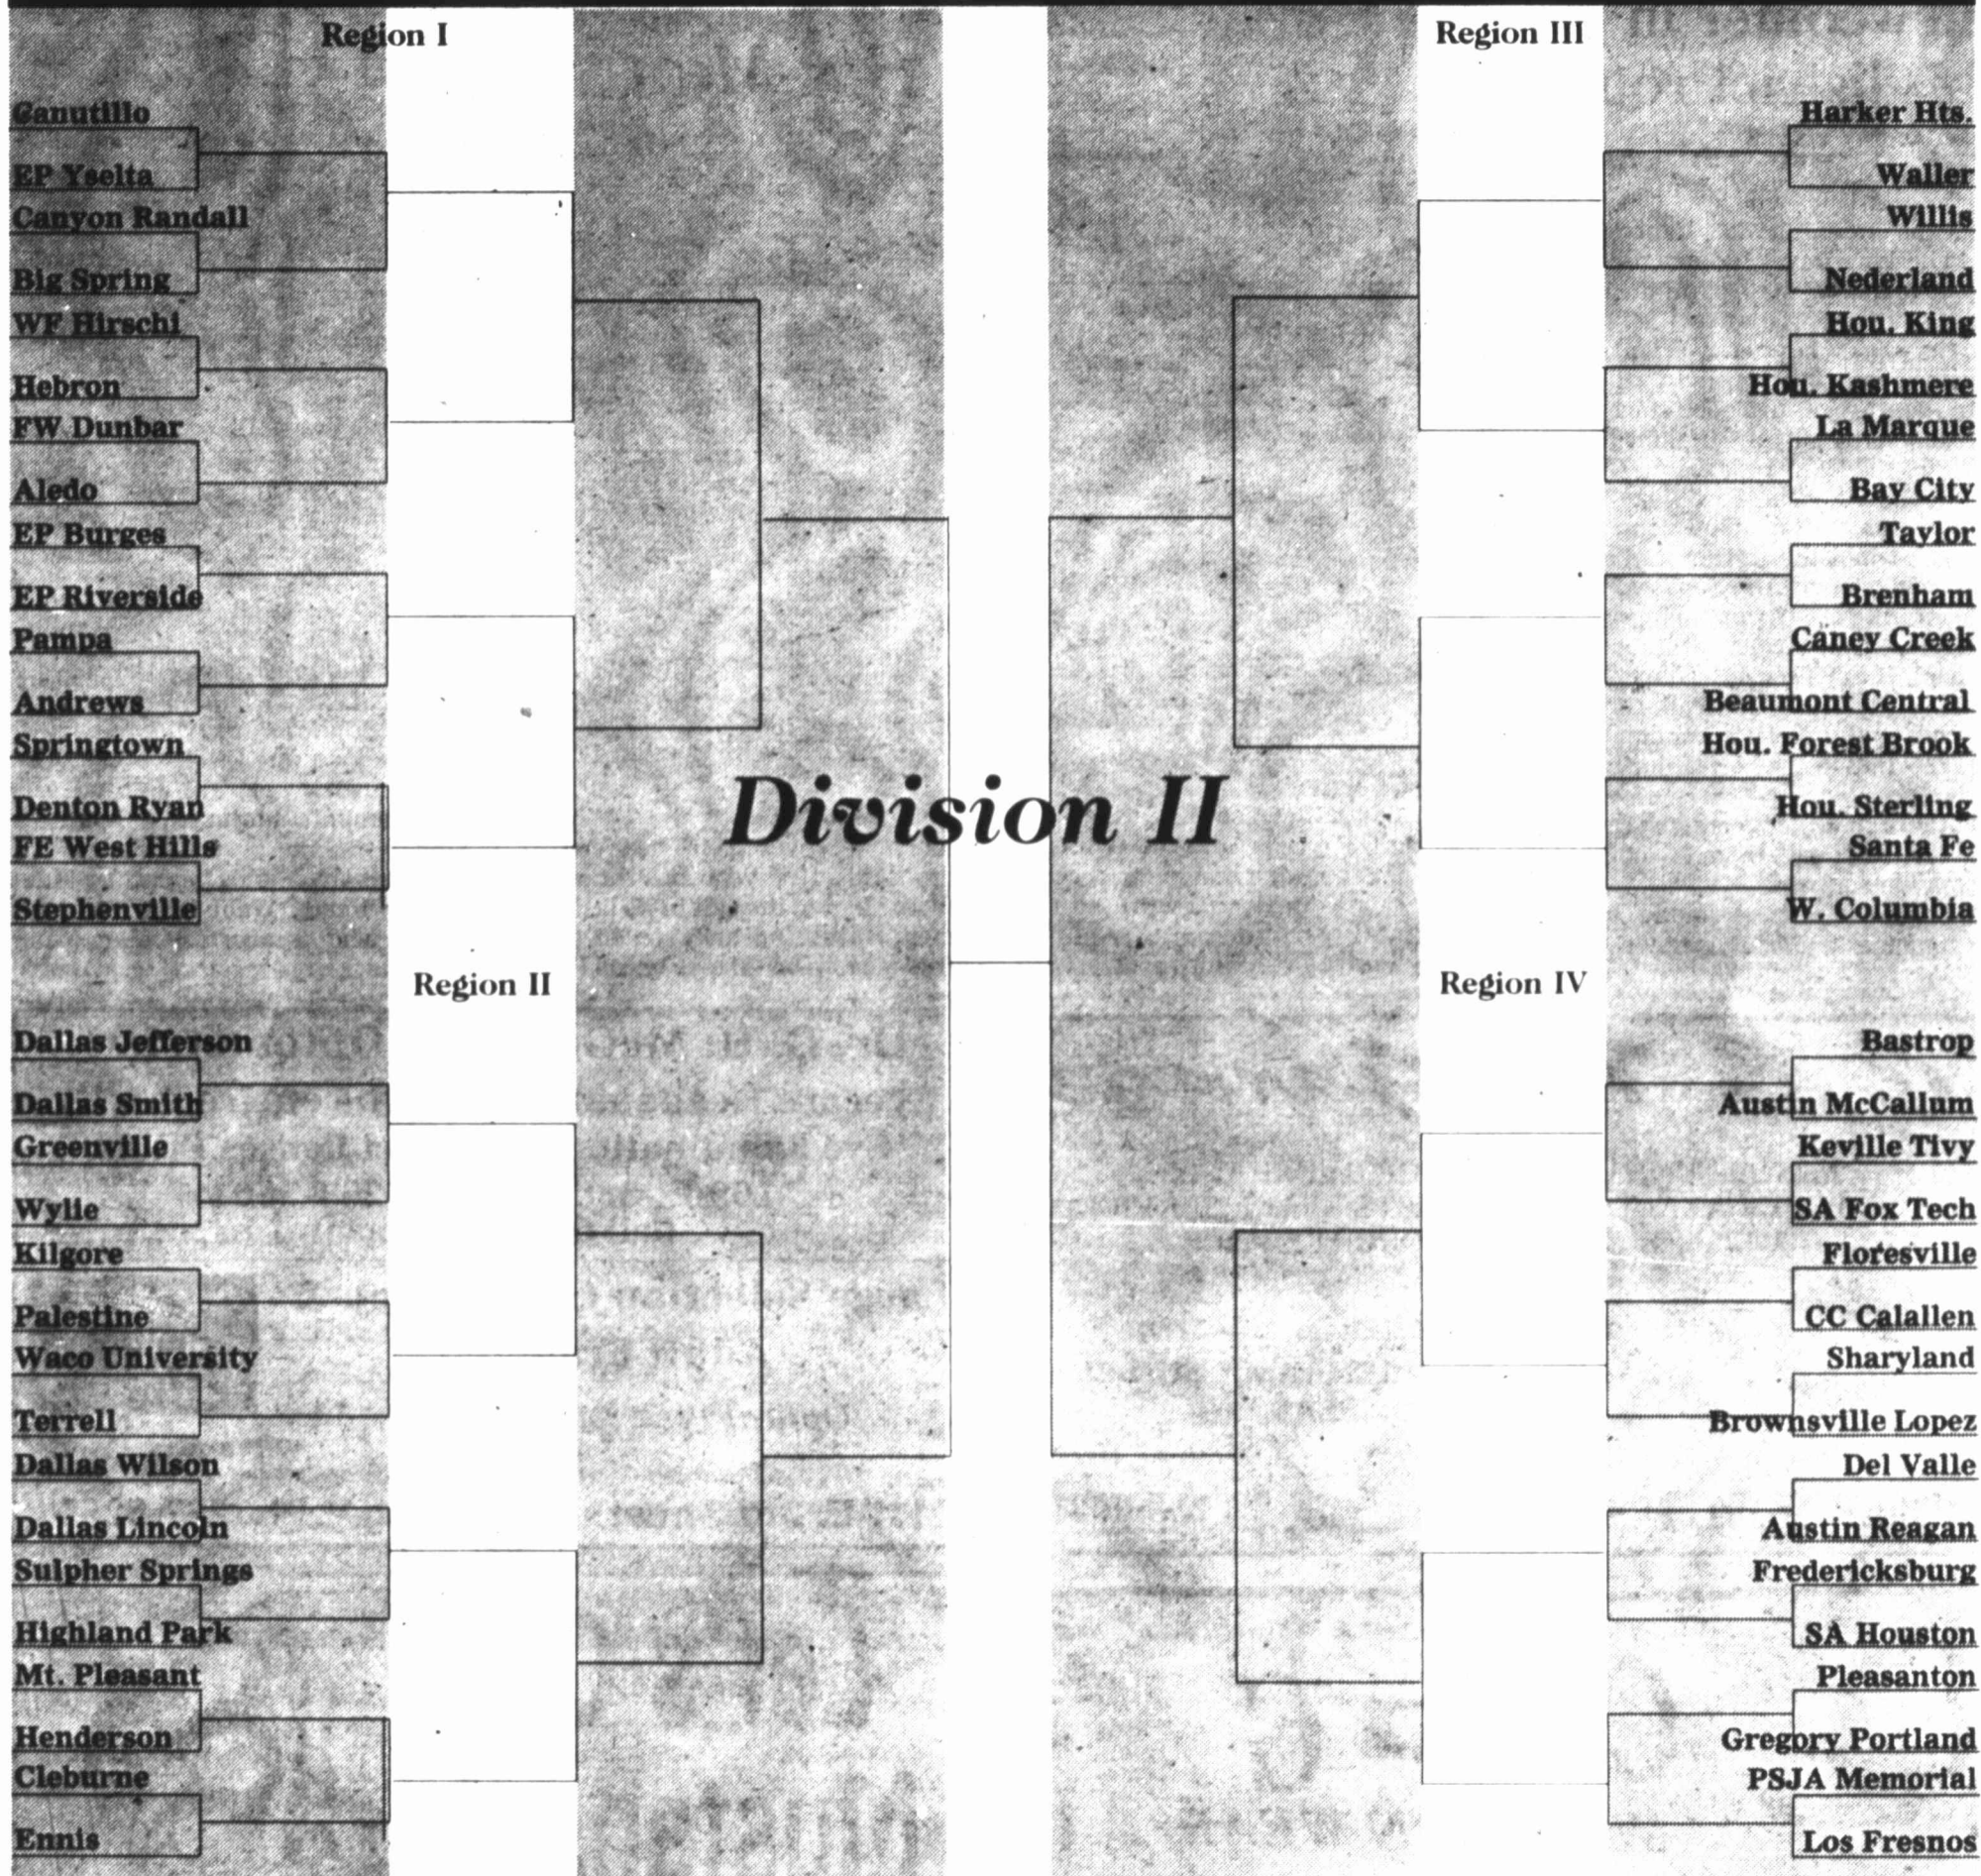 Region I
Canutillo
EP Yselta
Canyon Randall
Big Spring
WF Hirschi
Hebron
FW Dunbar
Aledo
EP Burges
EP Riverside
Pampa
Andrews
Springtown
Denton Ryan
FE West Hills
Stephenville
Region II
Dallas Jefferson
Dallas Smith
Greenville
Wylie
Kilgore
Palestine
Waco University
Terrell
Dallas Wilson
Dallas Lincoln
Sulpher Springs
Highland Park
Mt. Pleasant
Henderson
Cleburne
Ennis
Division II
Region III
Harker Hts.
Waller
Willis
Nederland
Hou. King
Hou. Kashmere
La Marque
Bay City
Taylor
Brenham
Caney Creek
Beaumont Central
Hou. Forest Brook
Hou. Sterling
Santa Fe
W. Columbia
Region IV
Bastrop
Austin McCallum
Keville Tivy
SA Fox Tech
Floresville
CC Calallen
Sharyland
Brownsville Lopez
Del Valle
Austin Reagan
Fredericksburg
SA Houston
Pleasanton
Gregory Portland
PSJA Memorial
Los Fresnos